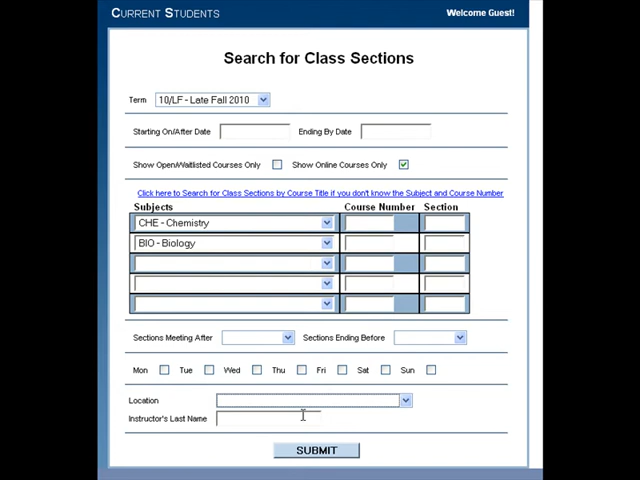 CURRENT STUDENTS Welcome Guest!
Search for Class Sections
Term 10/LF - Late Fall 2010
Starting On/After Date Ending By Date
Show Open/Waitlisted Courses Only Show Online Courses Only
Click here to Search for Class Sections by Course Title if you don't know the Subject and Course Number
Subjects Course Number Section
CHE - Chemistry
BIO - Biology
Sections Meeting After Sections Ending Before
Mon Tue Wed Thu Fri Sat Sun
Location
Instructor's Last Name
SUBMIT